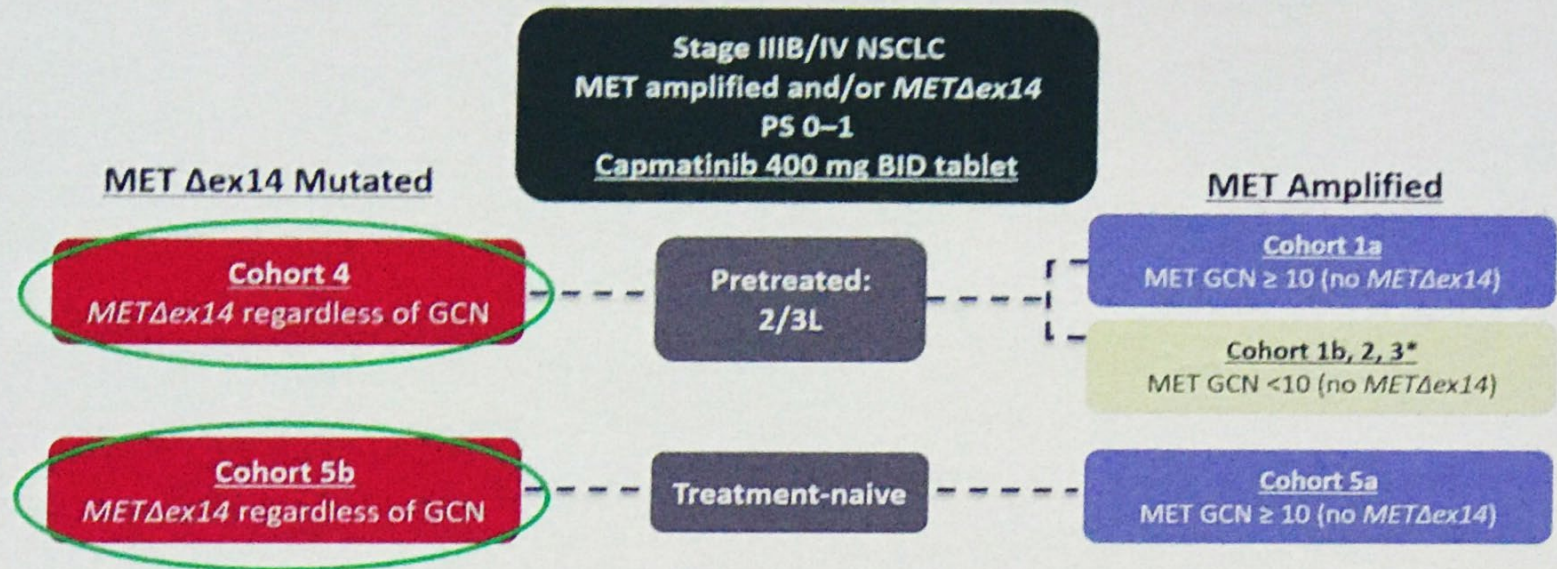 Stage IIIB/IV NSCLC
MET amplified and/or METΔex14
PS 0–1
Capmatinib 400 mg BID tablet
MET Δex14 Mutated
MET Amplified
Cohort 4
METΔex14 regardless of GCN
Pretreated:
2/3L
Cohort 1a
MET GCN ≥ 10 (no METΔex14)
Cohort 1b, 2, 3*
MET GCN <10 (no METΔex14)
Cohort 5b
METΔex14 regardless of GCN
Treatment-naive
Cohort 5a
MET GCN ≥ 10 (no METΔex14)